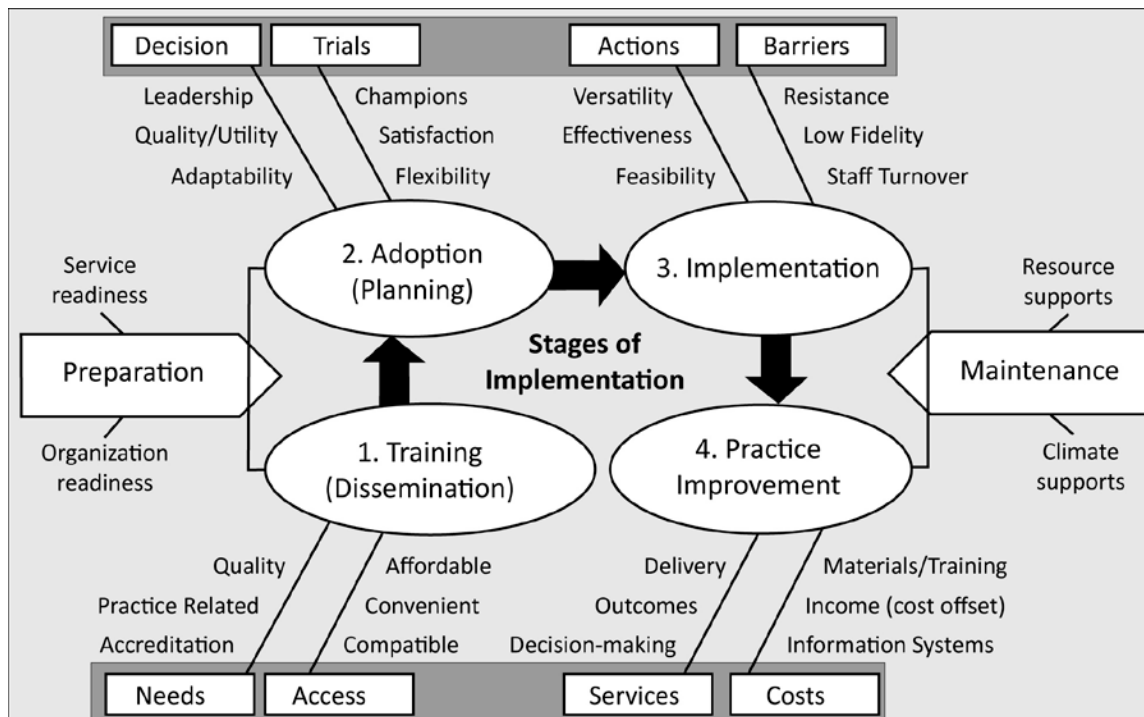 Decision
Trials
Actions
Barriers
Leadership
Quality/Utility
Adaptability
Champions
Satisfaction
Flexibility
Versatility
Effectiveness
Feasibility
Resistance
Low Fidelity
Staff Turnover
2. Adoption
(Planning)
3. Implementation
Service
readiness
Preparation
Organization
readiness
Stages of
Implementation
Resource
supports
Maintenance
Climate
supports
1. Training
(Dissemination)
4. Practice
Improvement
Quality
Practice Related
Accreditation
Affordable
Convenient
Compatible
Delivery
Outcomes
Decision-making
Materials/Training
Income (cost offset)
Information Systems
Needs
Access
Services
Costs